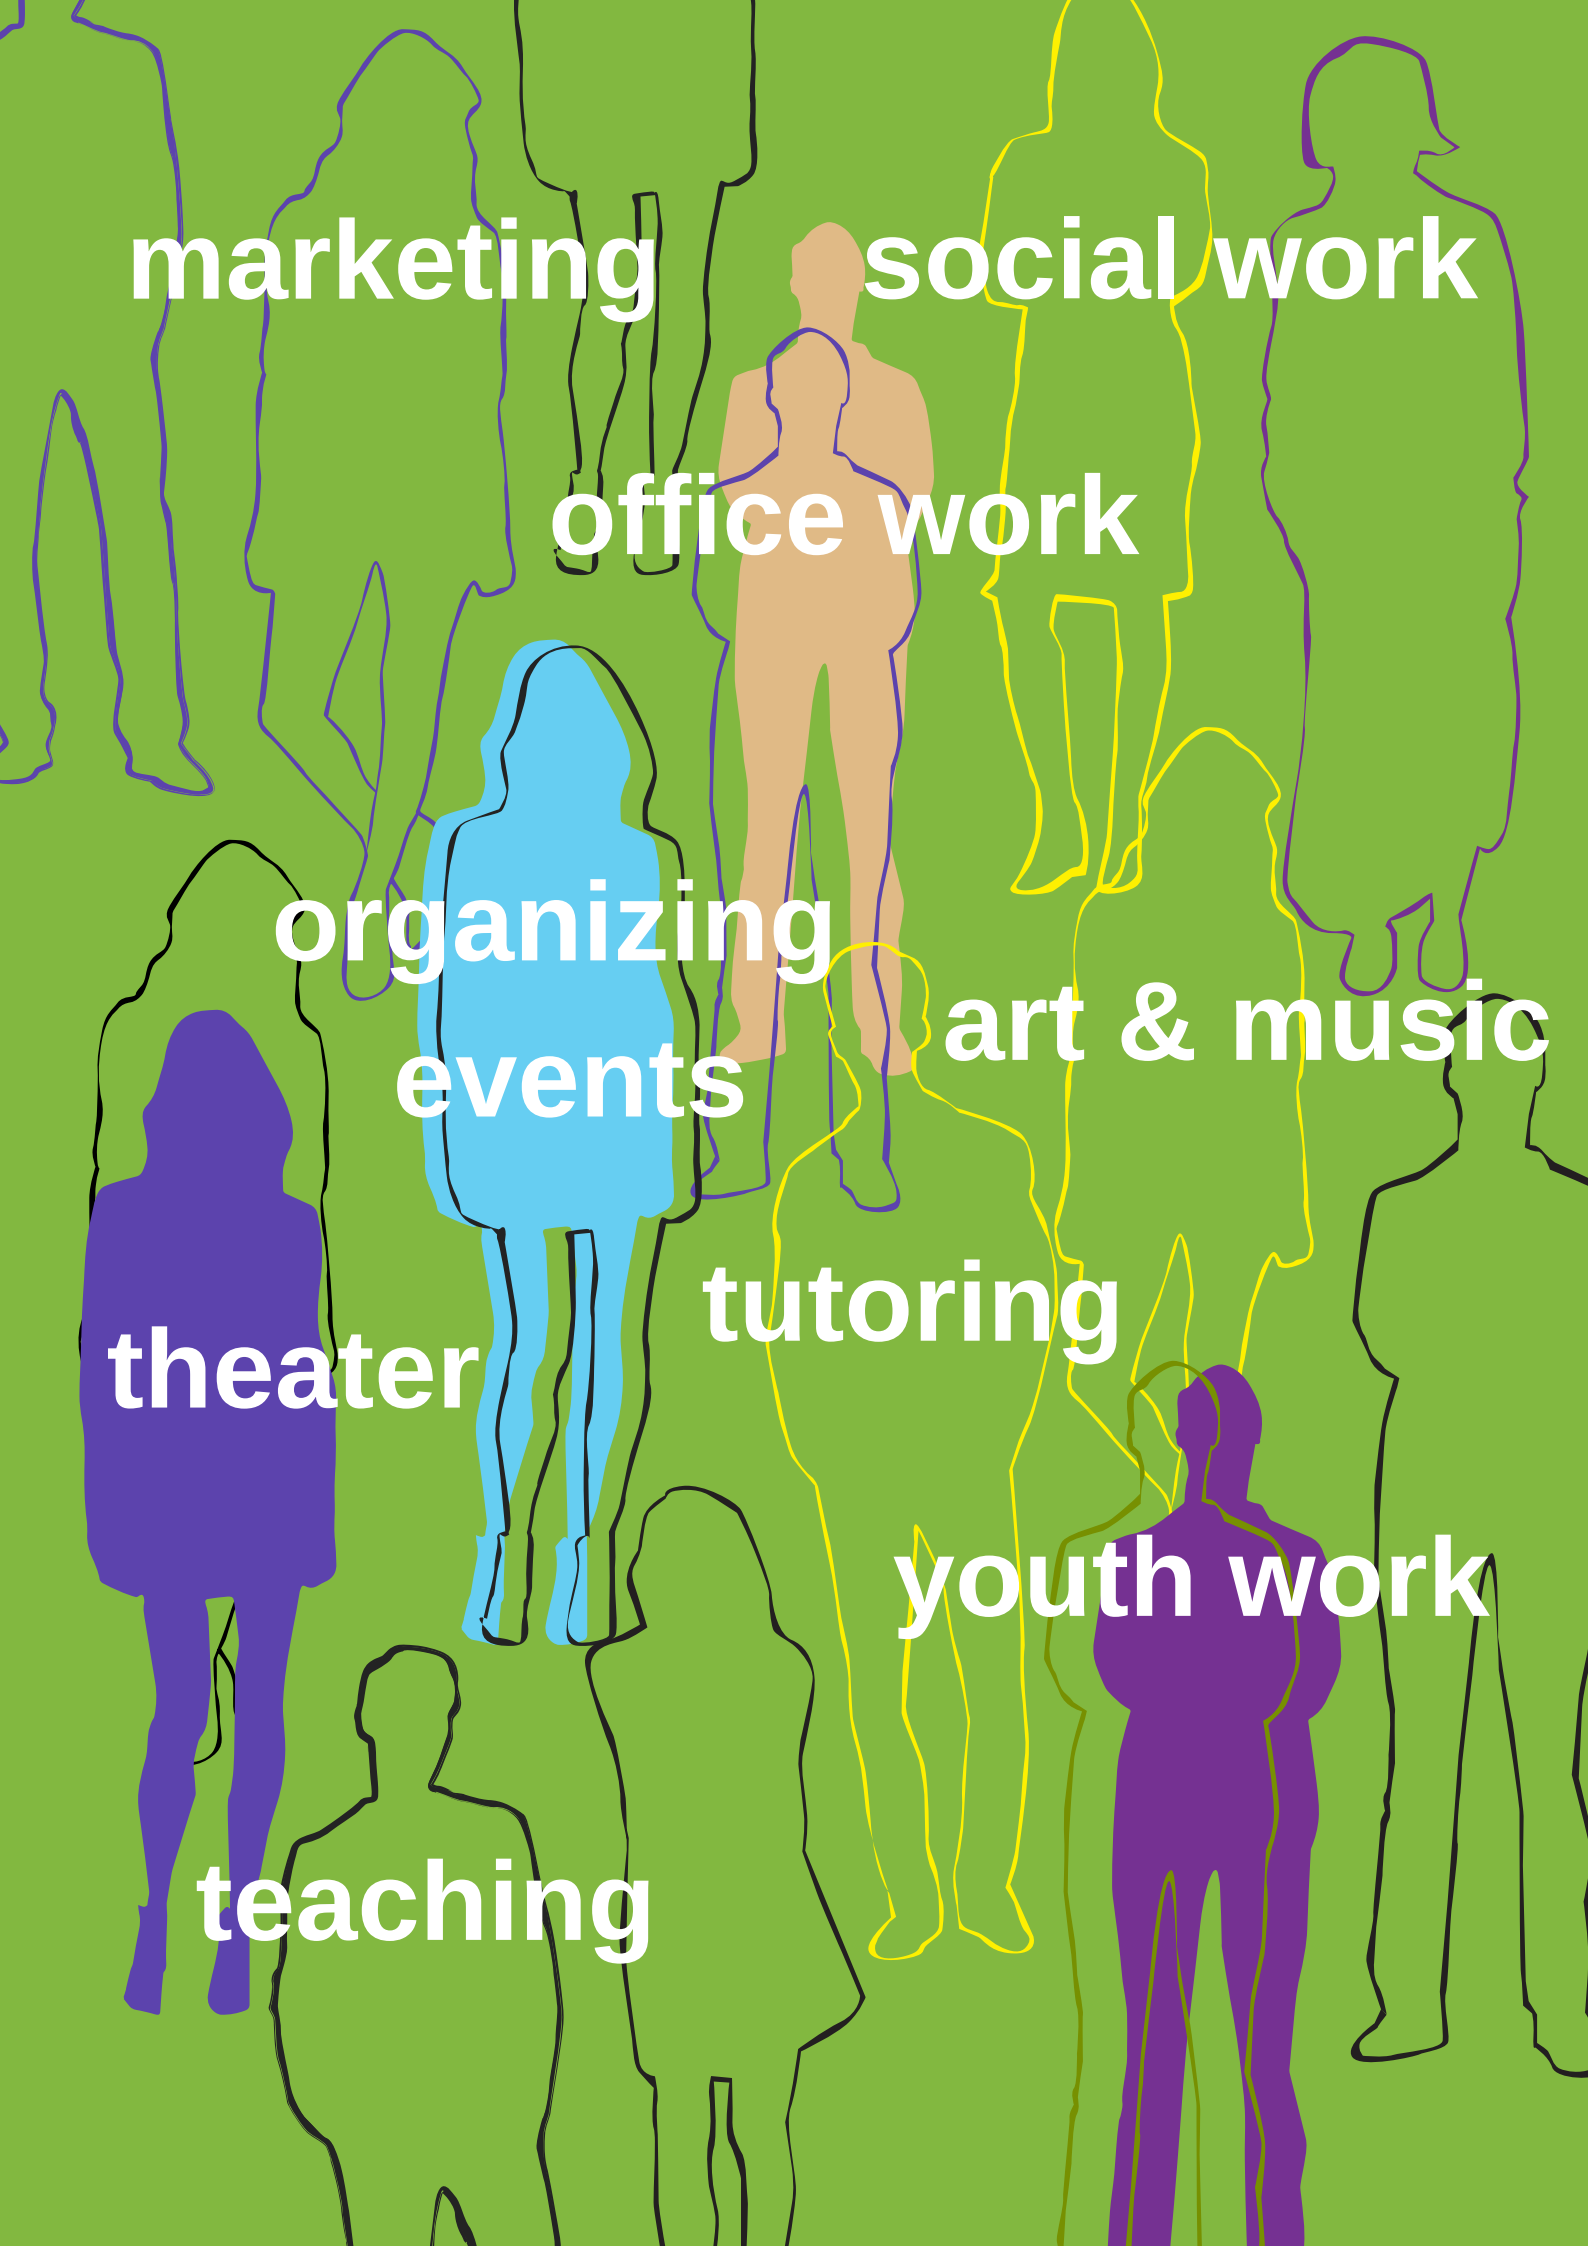 marketing
social work
office work
organizing
events
art & music
tutoring
theater
youth work
teaching